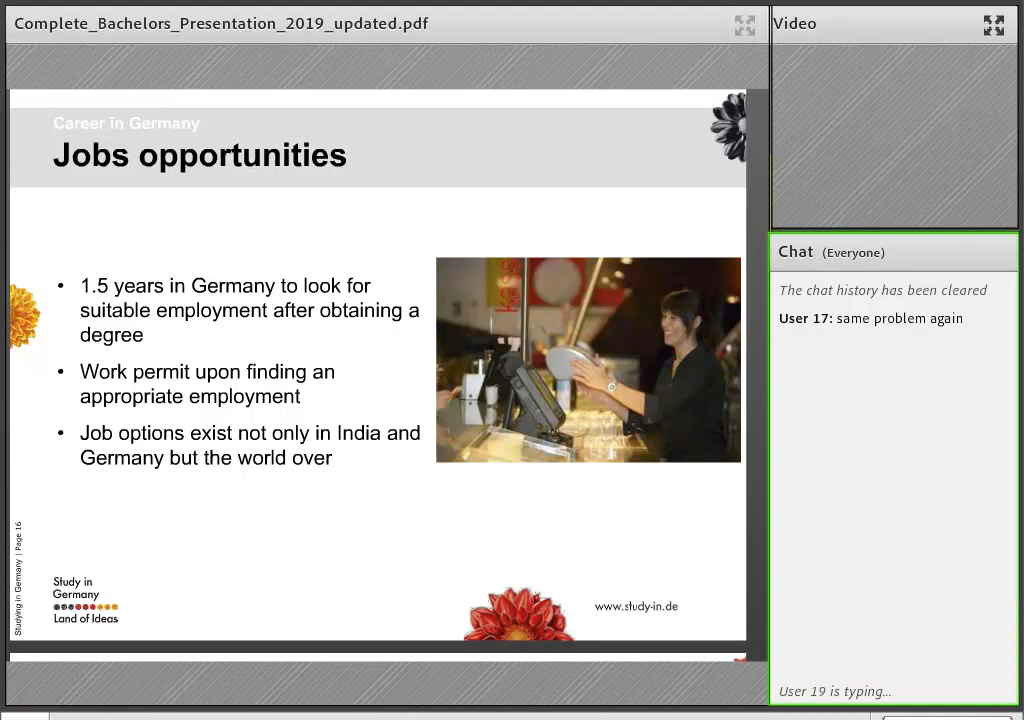 Complete_Bachelors_Presentation_2019_updated.pdf
Video
Career in Germany
Jobs opportunities
• 1.5 years in Germany to look for
suitable employment after obtaining a
degree
• Work permit upon finding an
appropriate employment
• Job options exist not only in India and
Germany but the world over
Studying in Germany | Page 16
Study in
Germany
Land of Ideas
www.study-in.de
Chat (Everyone)
The chat history has been cleared
User 17: same problem again
User 19 is typing...